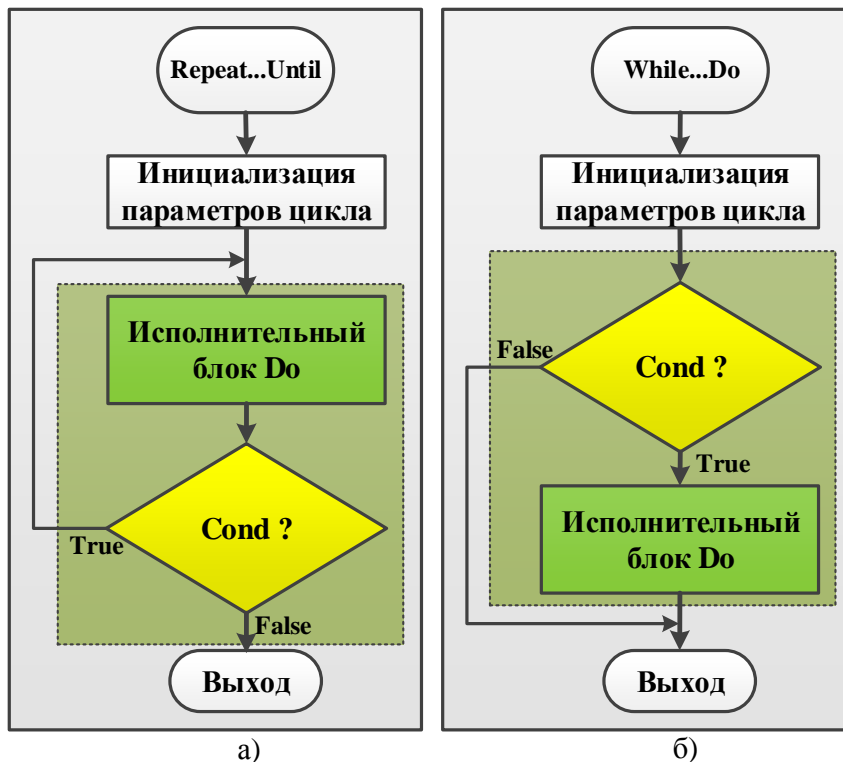 Repeat...Until
Инициализация
параметров цикла
Исполнительный
блок Do
Cond ?
True
False
Выход
а)
While...Do
Инициализация
параметров цикла
False
Cond ?
True
Исполнительный
блок Do
Выход
б)